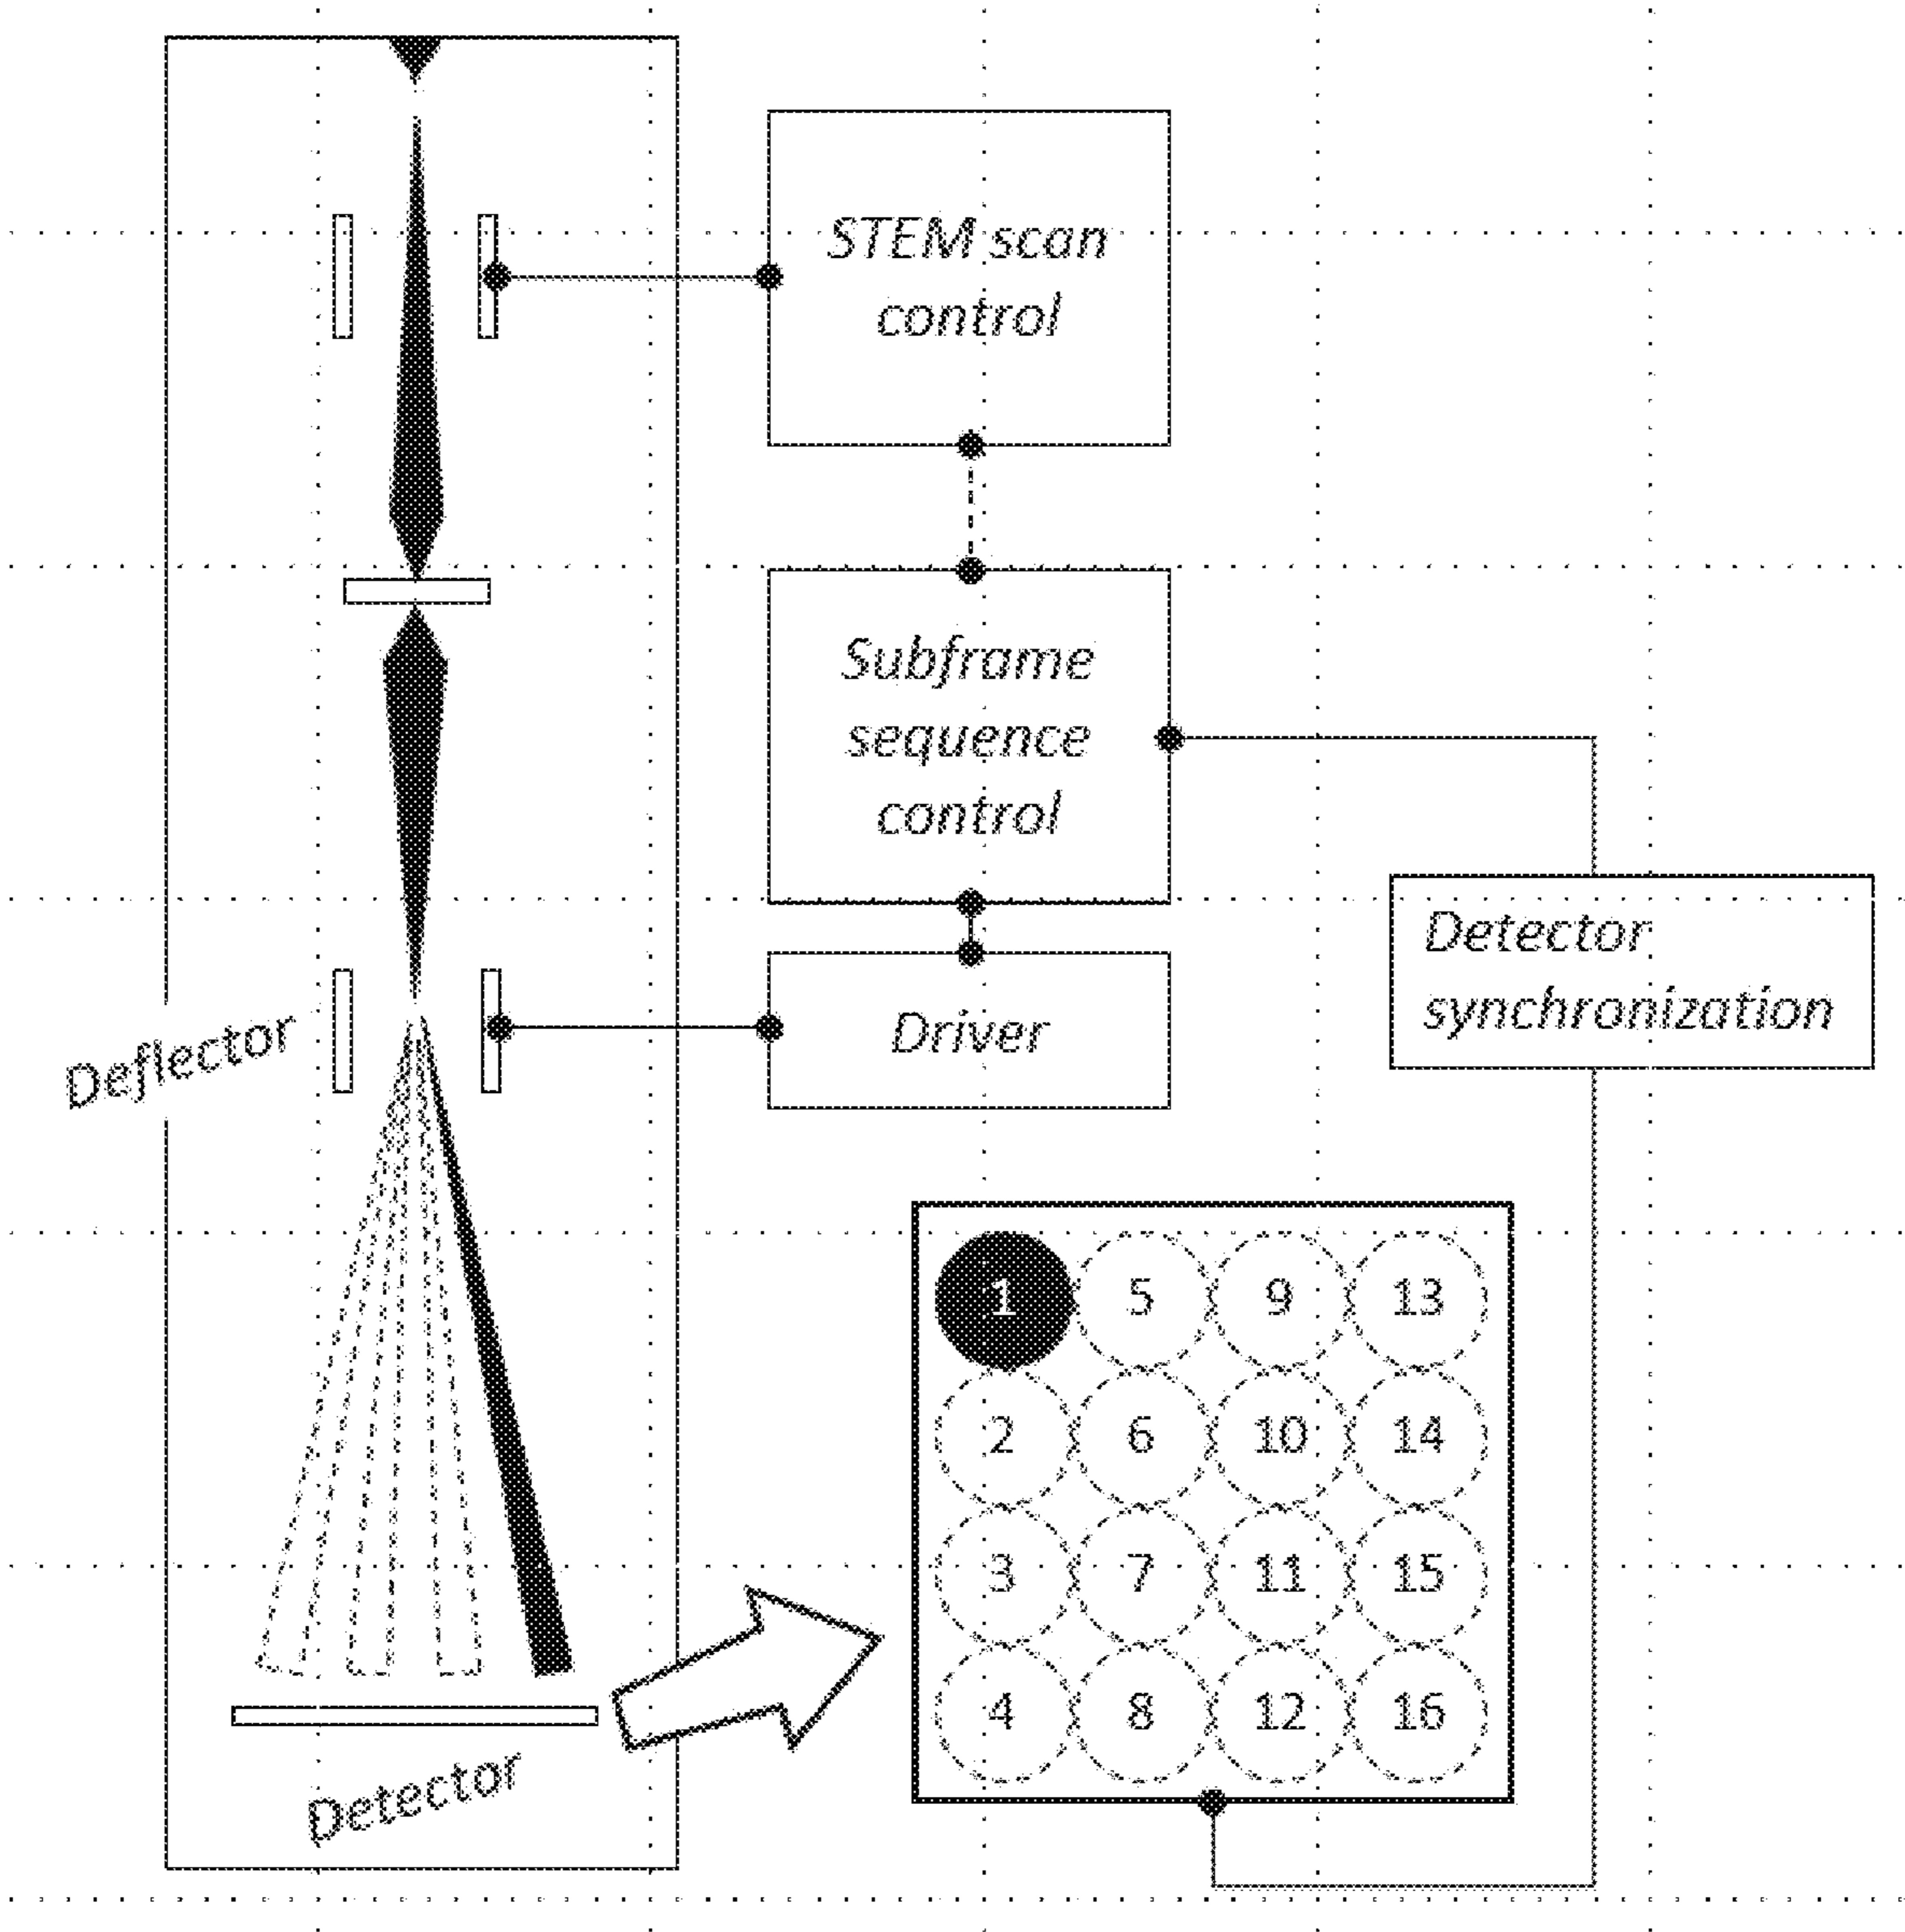 STEM scan
control
Subframe
sequence
control
Detector
synchronization
Deflector
Driver
1 5 9 13
2 6 10 14
3 7 11 15
4 8 12 16
Detector